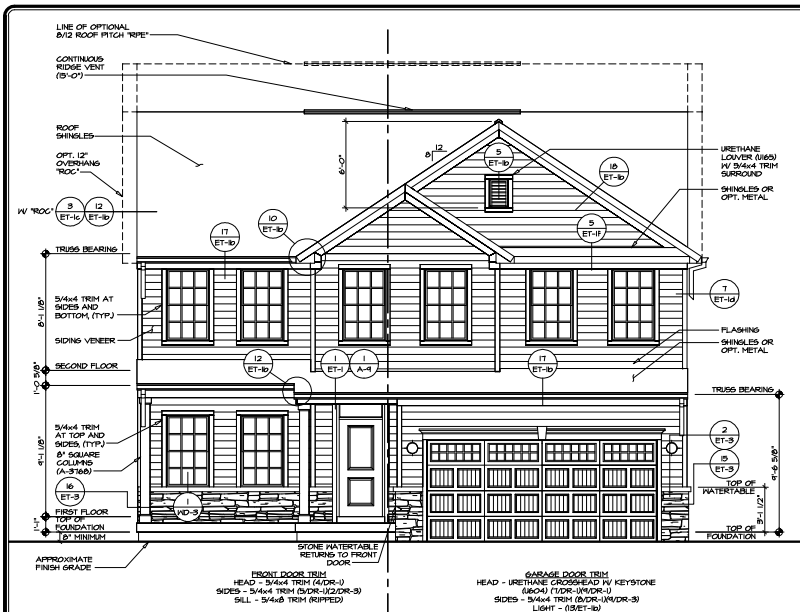 LINE OF OPTIONAL
8/12 ROOF PITCH "RPE"
CONTINUOUS
RIDGE VENT
(15'-0")
ROOF
SHINGLES
OPT. 12"
OVERHANG
"ROC"
W/ "ROC"
3
ET-1c
12
ET-1b
17
ET-1b
10
ET-1b
6'-0"
12
8
5
ET-1b
18
ET-1b
5
ET-1f
URETHANE
LOUVER (U165)
W/ 5/4x4 TRIM
SURROUND
SHINGLES OR
OPT. METAL
TRUSS BEARING
8'-1 1/8"
5/4x4 TRIM AT
SIDES AND
BOTTOM, (TYP.)
SIDING VENEER
7
ET-1d
FLASHING
SHINGLES OR
OPT. METAL
SECOND FLOOR
1'-0 5/8"
12
ET-1b
1
ET-1
1
A-9
17
ET-1b
TRUSS BEARING
5/4x4 TRIM
AT TOP AND
SIDES, (TYP.)
8" SQUARE
COLUMNS
(A-3788)
9'-1 1/8"
2
ET-3
15
ET-3
9'-6 5/8"
16
ET-3
1
WD-3
TOP OF
WATERTABLE
3'-1 1/2"
FIRST FLOOR
TOP OF
FOUNDATION
1'-1"
8" MINIMUM
TOP OF
FOUNDATION
APPROXIMATE
FINISH GRADE
STONE WATERTABLE
RETURNS TO FRONT
DOOR
FRONT DOOR TRIM
HEAD - 5/4x4 TRIM (4/DR-1)
SIDES - 5/4x4 TRIM (5/DR-1)(2/DR-3)
SILL - 5/4x8 TRIM (RIPPED)
GARAGE DOOR TRIM
HEAD - URETHANE CROSSHEAD W/ KEYSTONE
(U604) (7/DR-1)(9/DR-1)
SIDES - 5/4x4 TRIM (8/DR-1)(9/DR-3)
LIGHT - (13/ET-1b)